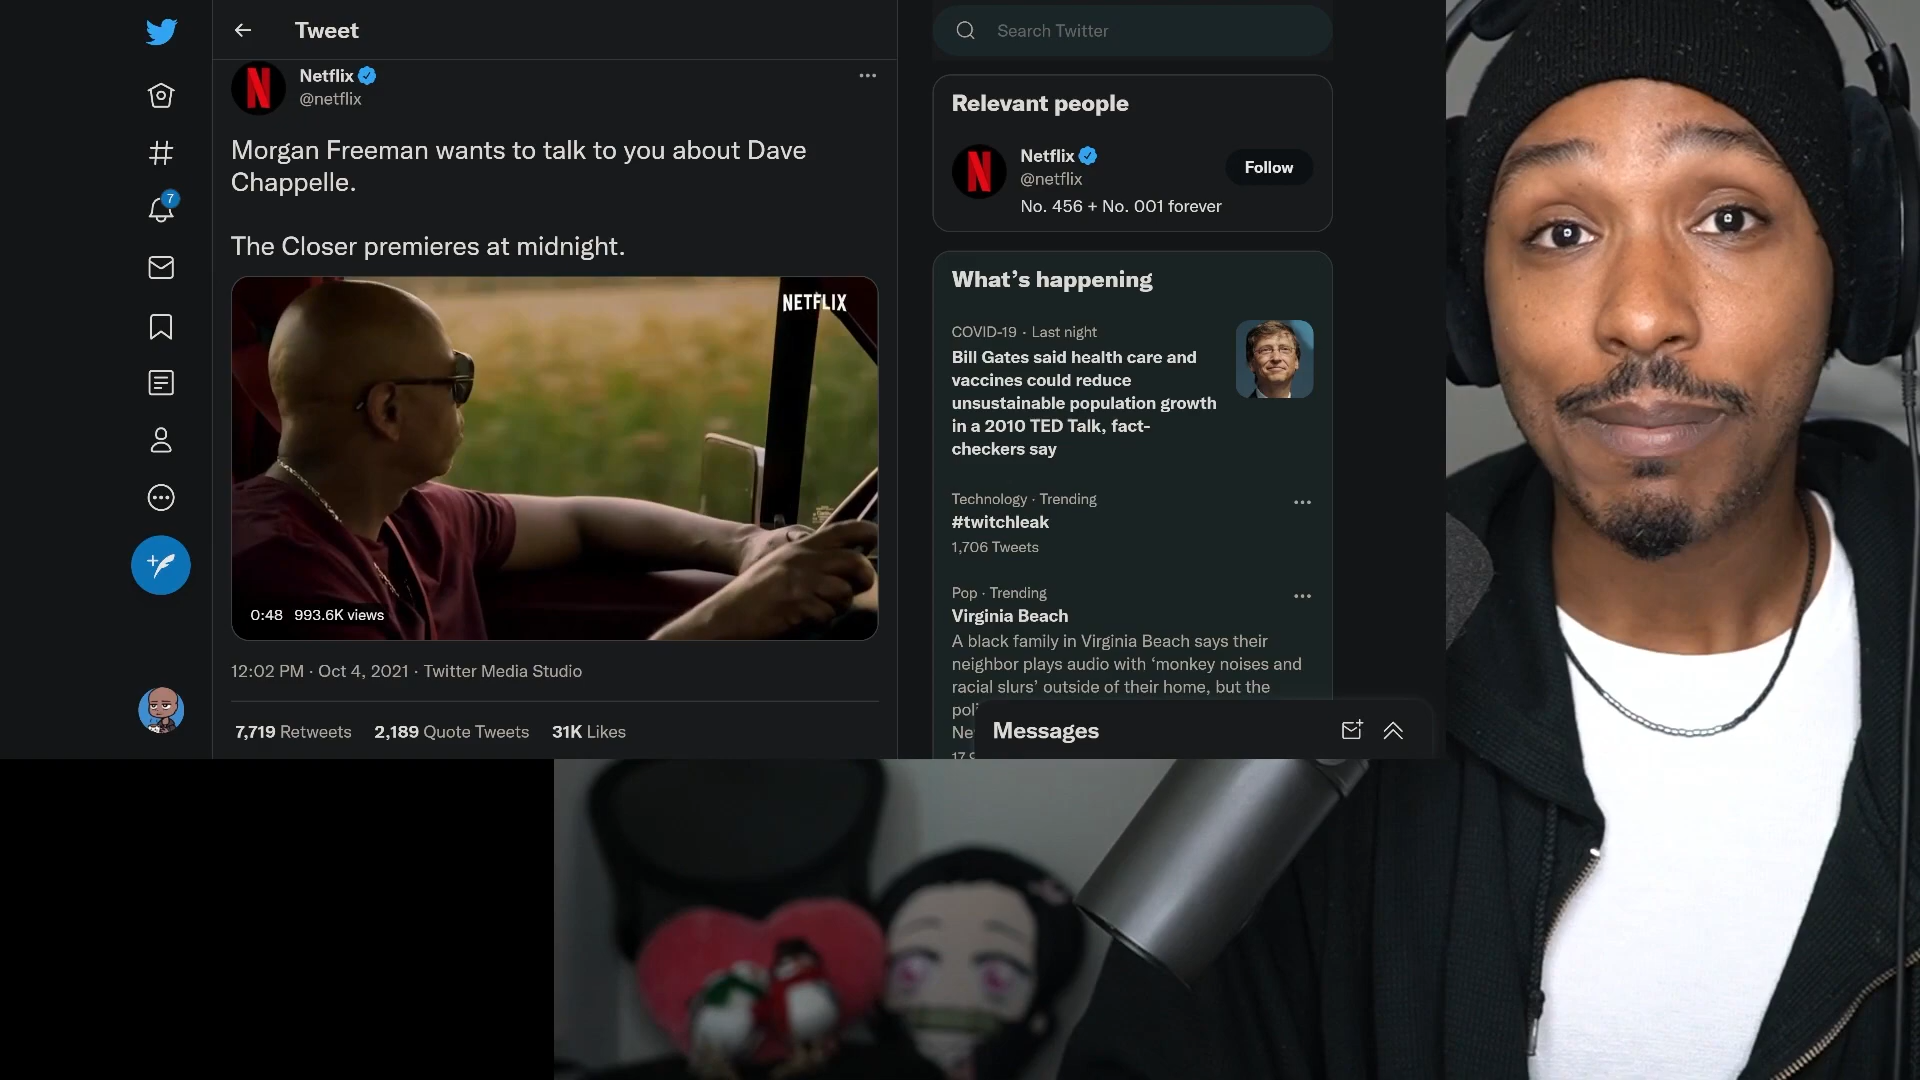 Tweet
Netflix
@netflix
Morgan Freeman wants to talk to you about Dave
Chappelle.
The Closer premieres at midnight.
NETFLIX
0:48 993.6K views
12:02 PM · Oct 4, 2021 · Twitter Media Studio
7,719 Retweets 2,189 Quote Tweets 31K Likes
7
Search Twitter
Relevant people
Netflix
@netflix
Follow
No. 456 + No. 001 forever
What's happening
COVID-19 · Last night
Bill Gates said health care and
vaccines could reduce
unsustainable population growth
in a 2010 TED Talk, fact-
checkers say
Technology · Trending
#twitchleak
1,706 Tweets
Pop · Trending
Virginia Beach
A black family in Virginia Beach says their
neighbor plays audio with ‘monkey noises and
racial slurs’ outside of their home, but the
Messages